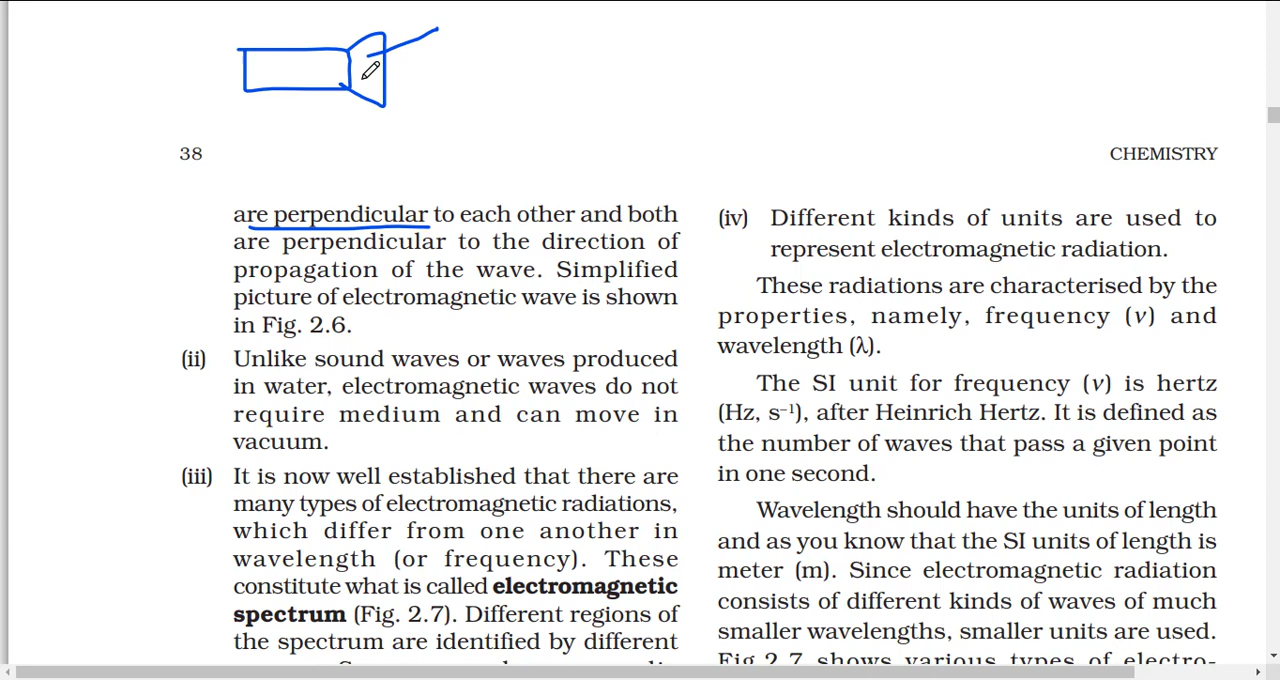 38
CHEMISTRY
are perpendicular to each other and both
are perpendicular to the direction of
propagation of the wave. Simplified
picture of electromagnetic wave is shown
in Fig. 2.6.
(ii) Unlike sound waves or waves produced
in water, electromagnetic waves do not
require medium and can move in
vacuum.
(iii) It is now well established that there are
many types of electromagnetic radiations,
which differ from one another in
wavelength (or frequency). These
constitute what is called electromagnetic
spectrum (Fig. 2.7). Different regions of
the spectrum are identified by different
(iv) Different kinds of units are used to
represent electromagnetic radiation.
These radiations are characterised by the
properties, namely, frequency (ν) and
wavelength (λ).
The SI unit for frequency (ν) is hertz
(Hz, s⁻¹), after Heinrich Hertz. It is defined as
the number of waves that pass a given point
in one second.
Wavelength should have the units of length
and as you know that the SI units of length is
meter (m). Since electromagnetic radiation
consists of different kinds of waves of much
smaller wavelengths, smaller units are used.
Fig 2.7 shows various types of electro-